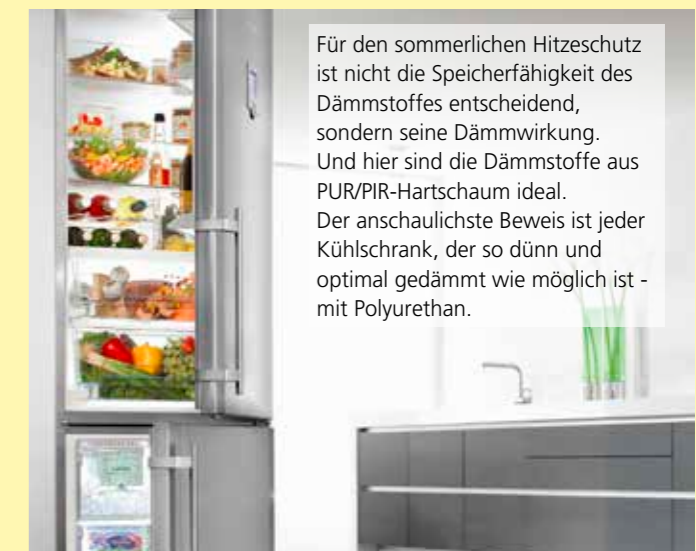 Für den sommerlichen Hitzeschutz
ist nicht die Speicherfähigkeit des
Dämmstoffes entscheidend,
sondern seine Dämmwirkung.
Und hier sind die Dämmstoffe aus
PUR/PIR-Hartschaum ideal.
Der anschaulichste Beweis ist jeder
Kühlschrank, der so dünn und
optimal gedämmt wie möglich ist -
mit Polyurethan.